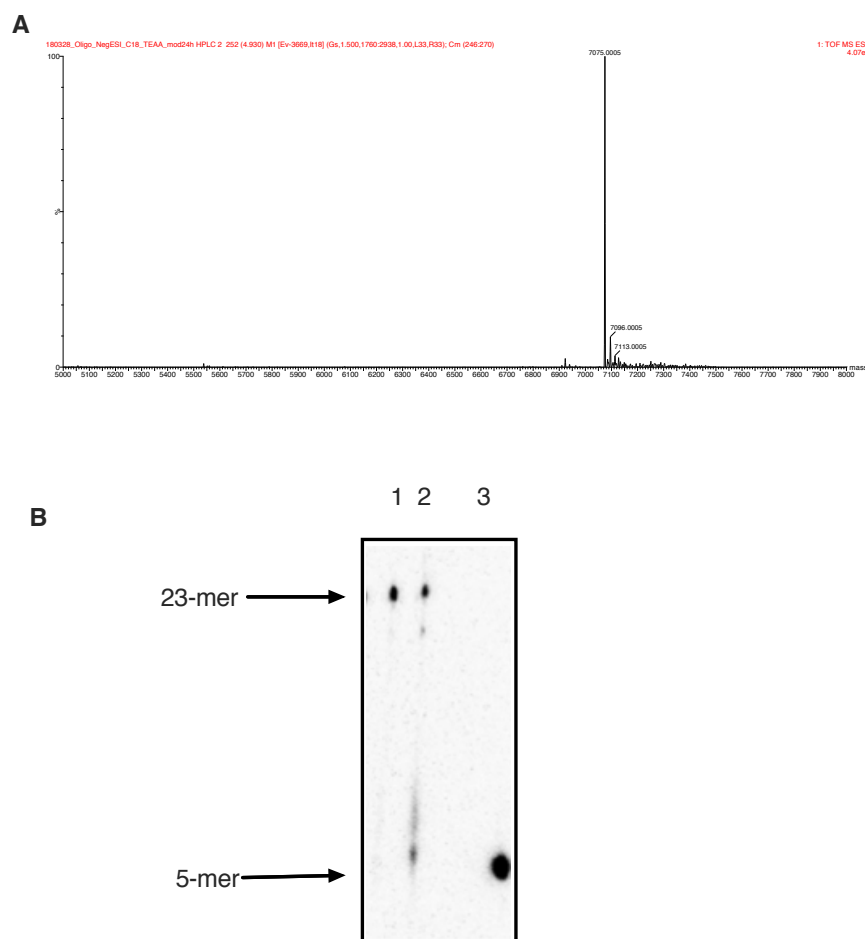 A
180328_Oligo_NegESI_C18_TEAA_mod24h HPLC 2 252 (4.930) M1 [Ev-3669,It18] (Gs,1.500,1760:2938,1.00,L33,R33); Cm (246:270)
1: TOF MS ES
4.07e
7075.0005
100
%
7096.0005
7113.0005
0
5000 5100 5200 5300 5400 5500 5600 5700 5800 5900 6000 6100 6200 6300 6400 6500 6600 6700 6800 6900 7000 7100 7200 7300 7400 7500 7600 7700 7800 7900 8000
mass
1 2 3
B
23-mer
5-mer